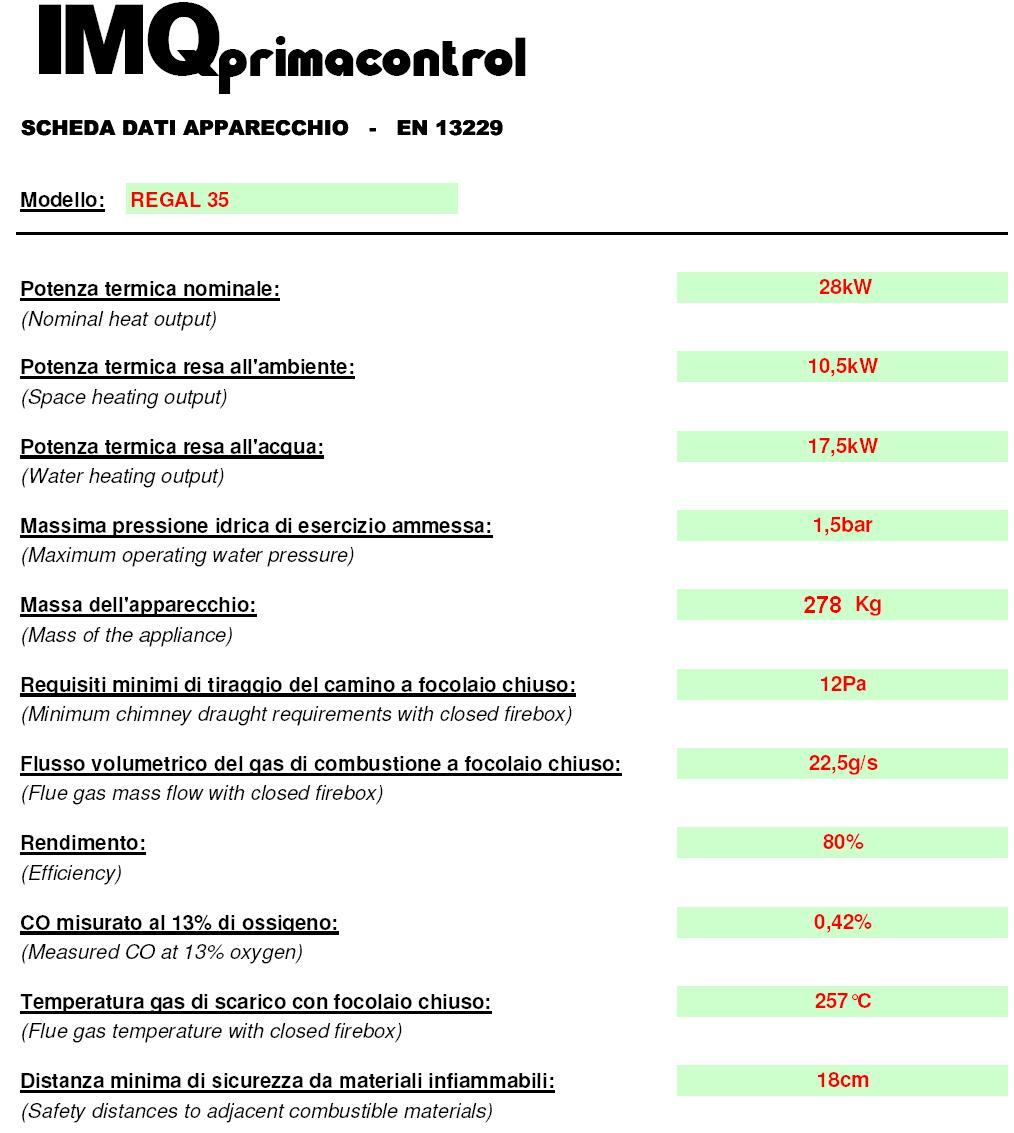 IMQprimacontrol
SCHEDA DATI APPARECCHIO - EN 13229
Modello: REGAL 35
Potenza termica nominale: 28kW
(Nominal heat output)
Potenza termica resa all'ambiente: 10,5kW
(Space heating output)
Potenza termica resa all'acqua: 17,5kW
(Water heating output)
Massima pressione idrica di esercizio ammessa: 1,5bar
(Maximum operating water pressure)
Massa dell'apparecchio: 278 Kg
(Mass of the appliance)
Requisiti minimi di tiraggio del camino a focolaio chiuso: 12Pa
(Minimum chimney draught requirements with closed firebox)
Flusso volumetrico del gas di combustione a focolaio chiuso: 22,5g/s
(Flue gas mass flow with closed firebox)
Rendimento: 80%
(Efficiency)
CO misurato al 13% di ossigeno: 0,42%
(Measured CO at 13% oxygen)
Temperatura gas di scarico con focolaio chiuso: 257°C
(Flue gas temperature with closed firebox)
Distanza minima di sicurezza da materiali infiammabili: 18cm
(Safety distances to adjacent combustible materials)